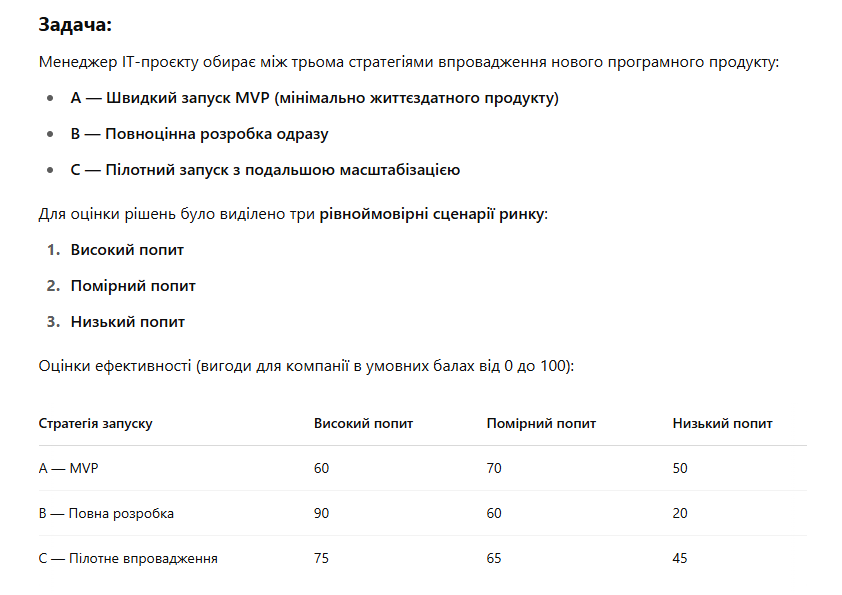 Задача:
Менеджер ІТ-проєкту обирає між трьома стратегіями впровадження нового програмного продукту:
• A — Швидкий запуск MVP (мінімально життєздатного продукту)
• B — Повноцінна розробка одразу
• C — Пілотний запуск з подальшою масштабізацією
Для оцінки рішень було виділено три рівноймовірні сценарії ринку:
1. Високий попит
2. Помірний попит
3. Низький попит
Оцінки ефективності (вигоди для компанії в умовних балах від 0 до 100):
Стратегія запуску Високий попит Помірний попит Низький попит
A — MVP 60 70 50
B — Повна розробка 90 60 20
C — Пілотне впровадження 75 65 45